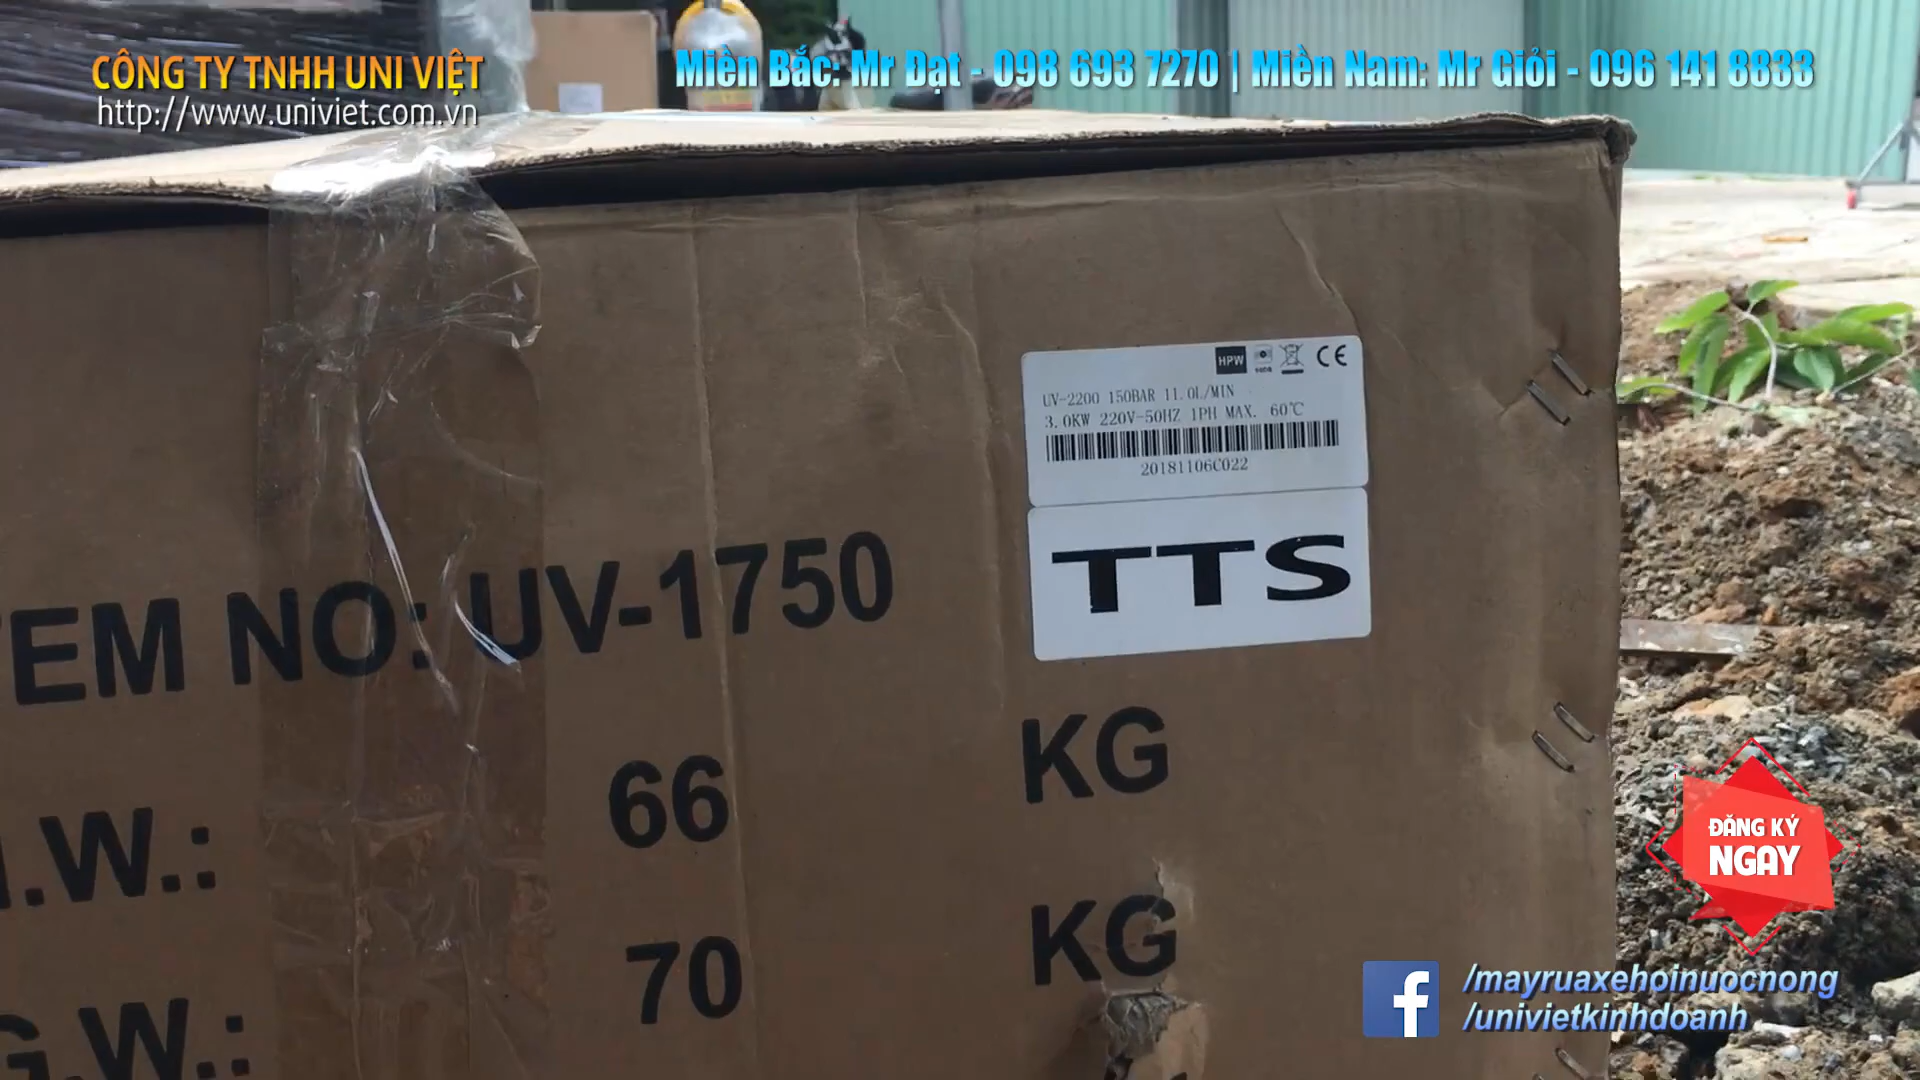 CÔNG TY TNHH UNI VIỆT
http://www.univiet.com.vn
Miền Bắc: Mr Đạt - 098 693 7270 | Miền Nam: Mr Giỏi - 096 141 8833
HPW CE
UV-2200 150BAR 11.0L/MIN
3.0KW 220V-50HZ 1PH MAX. 60℃
20181106C022
TTS
TEM NO: UV-1750
.W.: 66 KG
G.W.: 70 KG
ĐĂNG KÝ
NGAY
/mayruaxehoinuocnong
/univietkinhdoanh